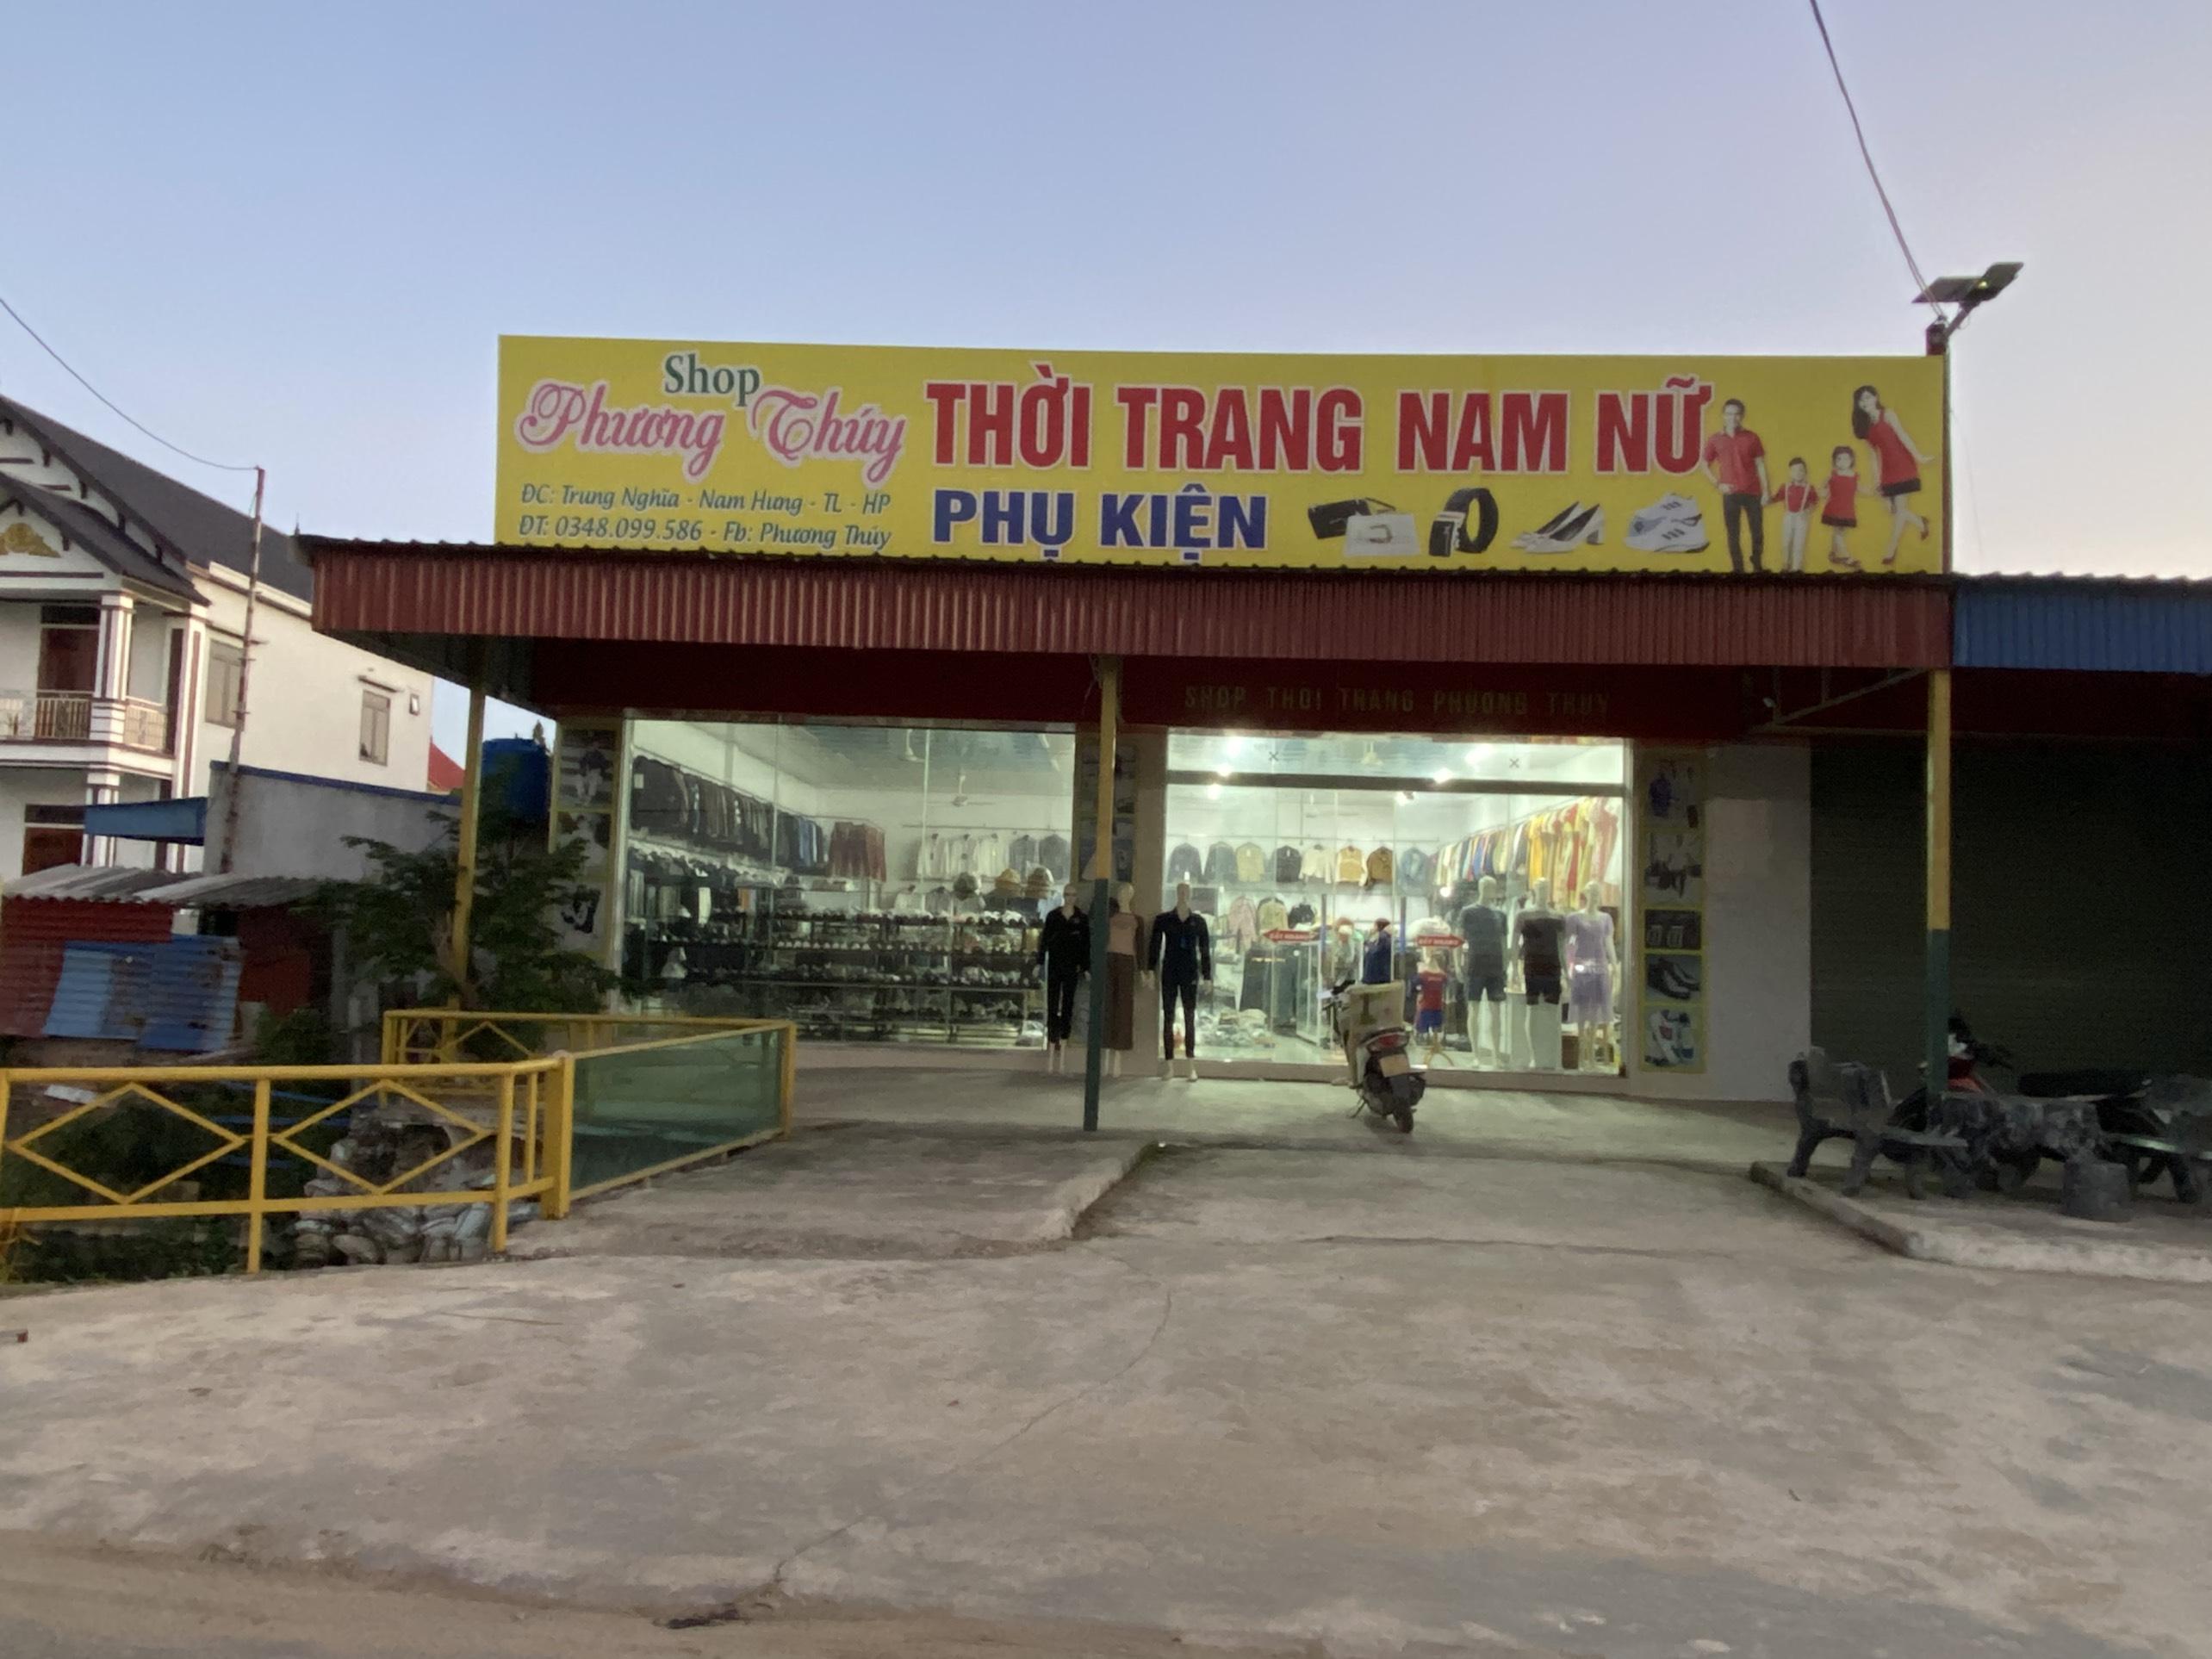 Shop
Phương Thúy
THỜI TRANG NAM NỮ
ĐC: Trung Nghĩa - Nam Hưng - TL - HP
ĐT: 0348.099.586 - Fb: Phương Thúy
PHỤ KIỆN
SHOP THỜI TRANG PHƯƠNG THÚY